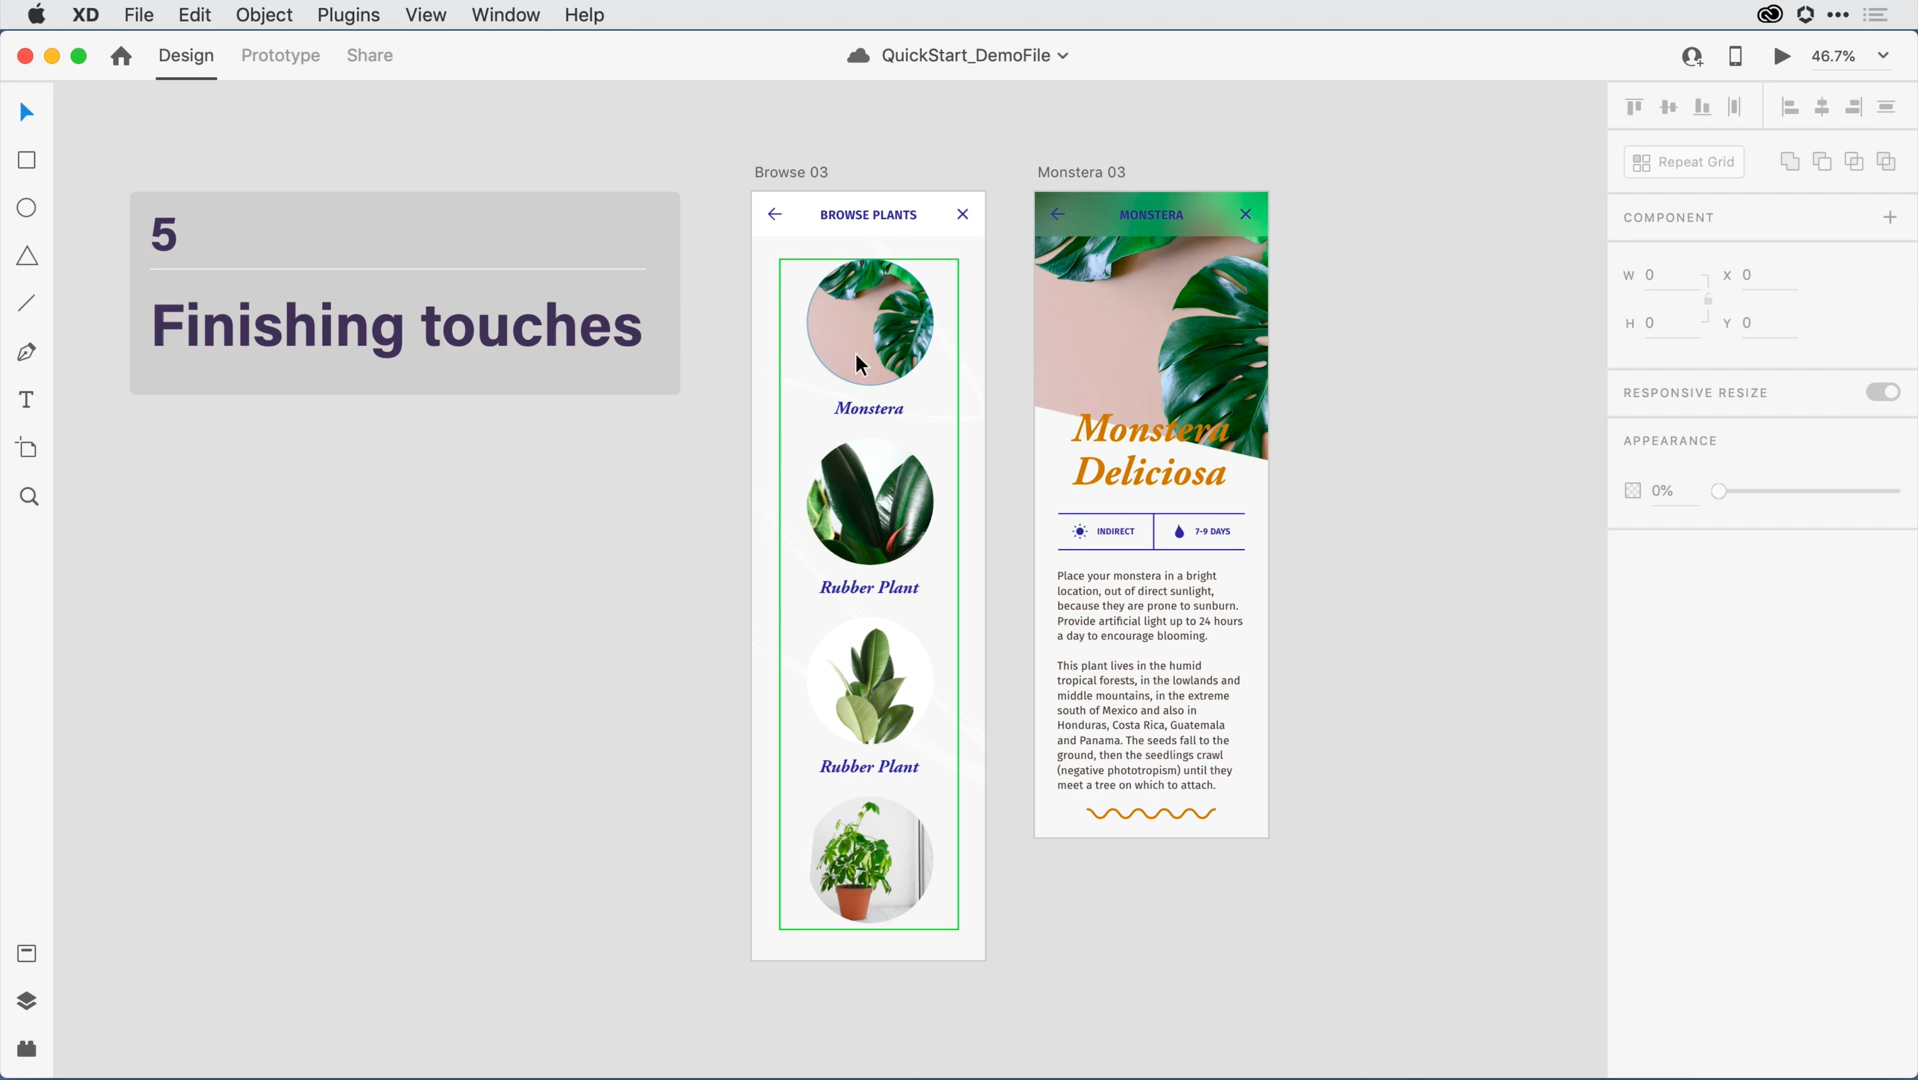 XD File Edit Object Plugins View Window Help
Design Prototype Share
QuickStart_DemoFile
46.7%
5
Finishing touches
Browse 03
BROWSE PLANTS
Monstera
Rubber Plant
Rubber Plant
Monstera 03
MONSTERA
Monstera
Deliciosa
INDIRECT
7-9 DAYS
Place your monstera in a bright
location, out of direct sunlight,
because they are prone to sunburn.
Provide artificial light up to 24 hours
a day to encourage blooming.
This plant lives in the humid
tropical forests, in the lowlands and
middle mountains, in the extreme
south of Mexico and also in
Honduras, Costa Rica, Guatemala
and Panama. The seeds fall to the
ground, then the seedlings crawl
(negative phototropism) until they
meet a tree on which to attach.
Repeat Grid
COMPONENT
W 0 X 0
H 0 Y 0
RESPONSIVE RESIZE
APPEARANCE
0%